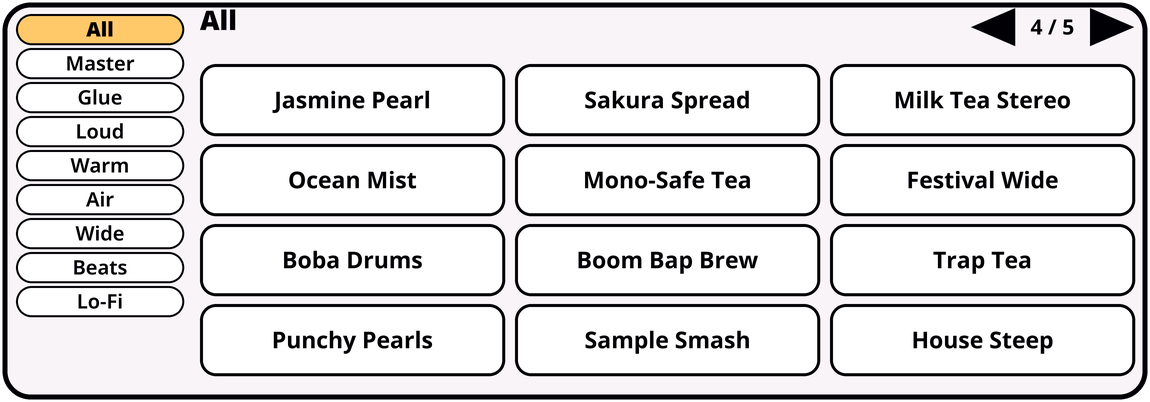 All
Master
Glue
Loud
Warm
Air
Wide
Beats
Lo-Fi
All
4 / 5
Jasmine Pearl
Sakura Spread
Milk Tea Stereo
Ocean Mist
Mono-Safe Tea
Festival Wide
Boba Drums
Boom Bap Brew
Trap Tea
Punchy Pearls
Sample Smash
House Steep